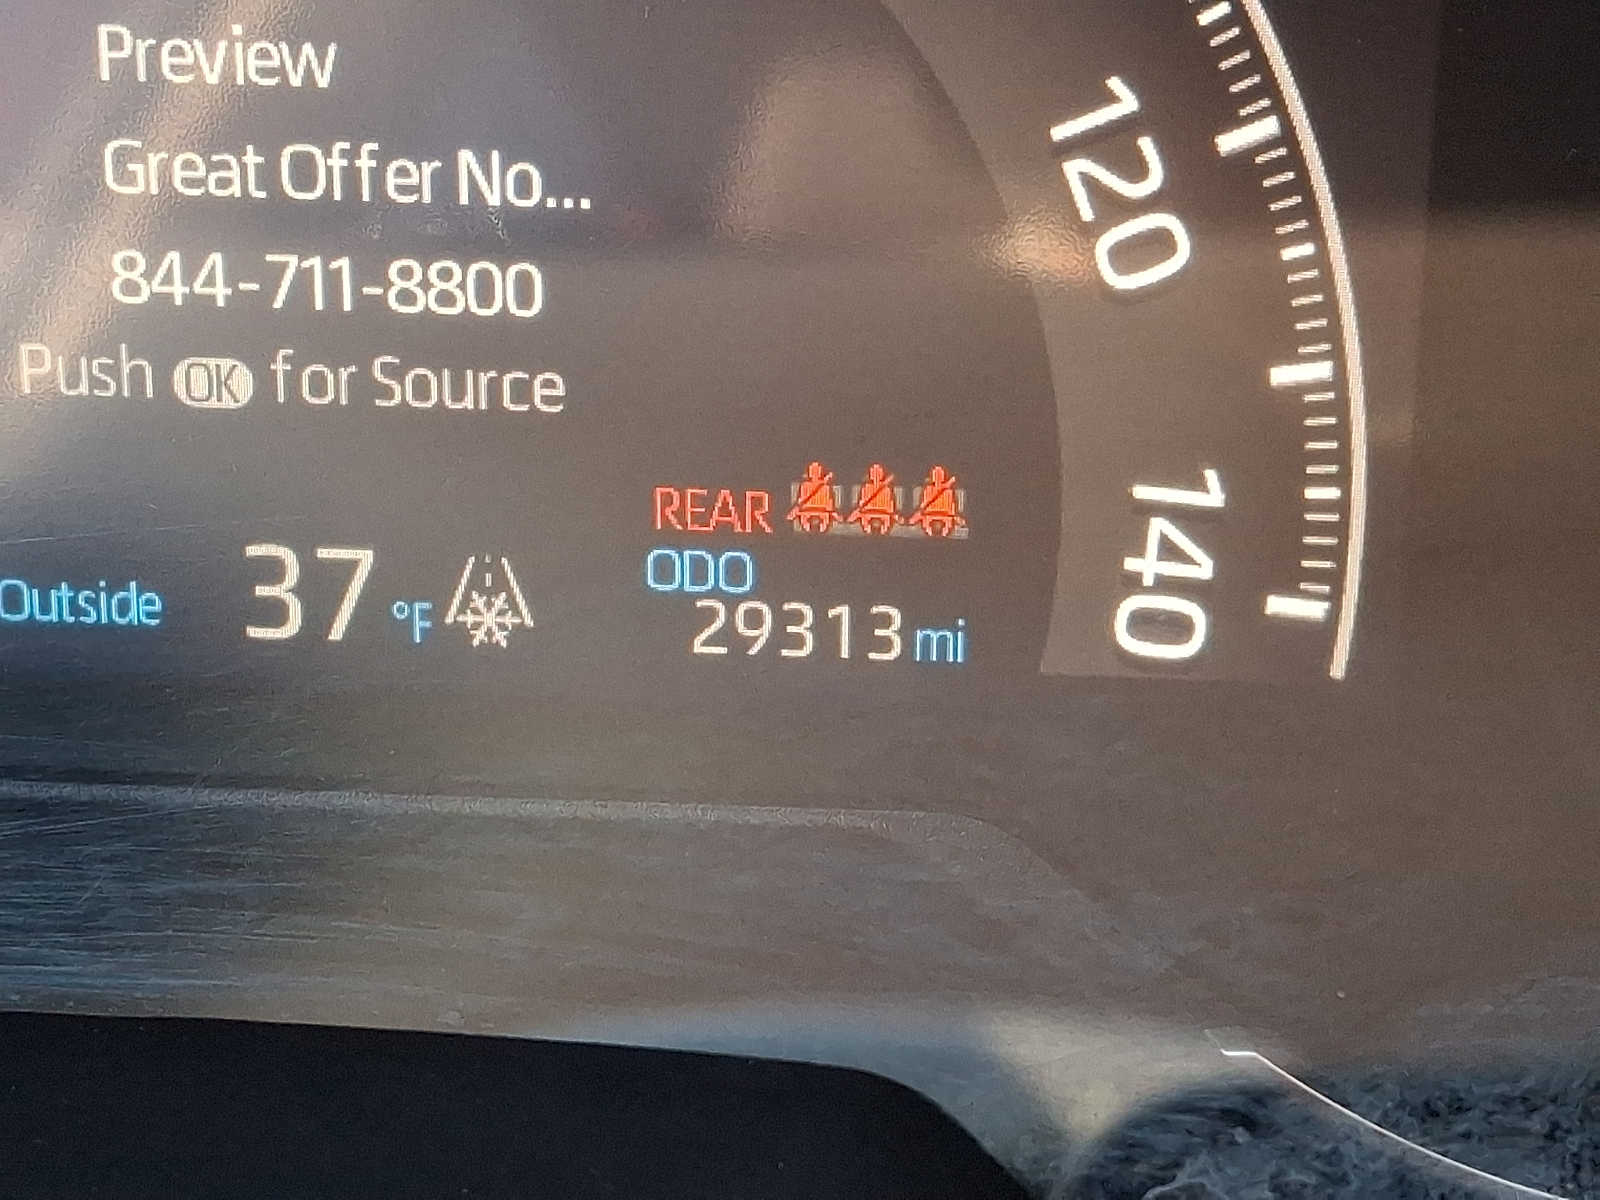 Preview
Great Offer No...
844-711-8800
Push OK for Source
REAR
ODO
Outside 37 °F
29313 mi
120
140